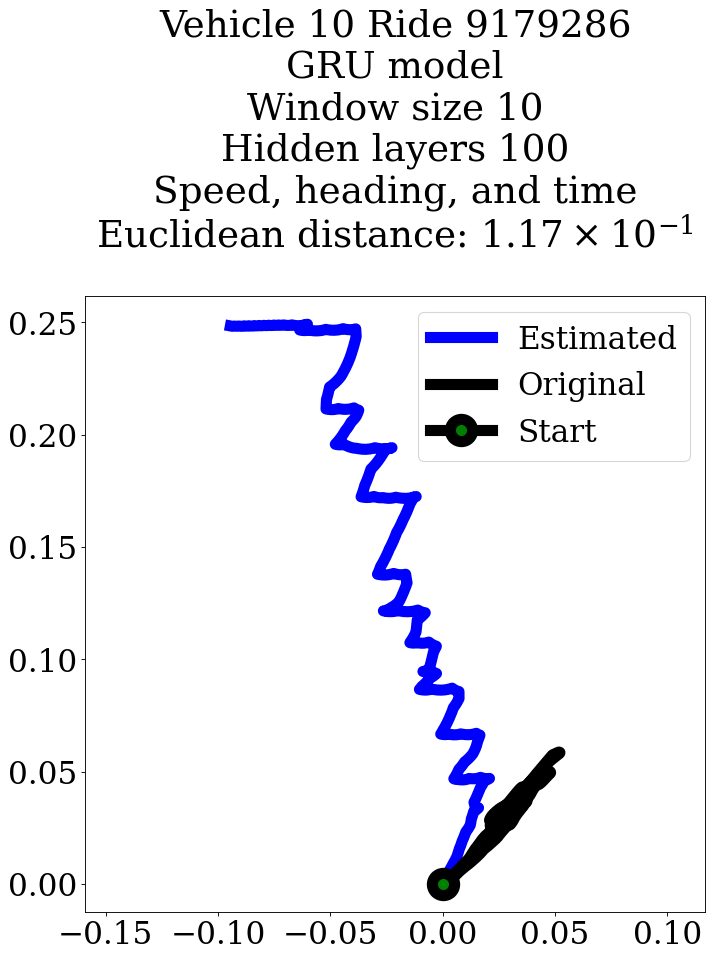 Vehicle 10 Ride 9179286
GRU model
Window size 10
Hidden layers 100
Speed, heading, and time
Euclidean distance: 1.17 × 10⁻¹
Estimated
Original
Start
0.25
0.20
0.15
0.10
0.05
0.00
−0.15 −0.10 −0.05 0.00 0.05 0.10